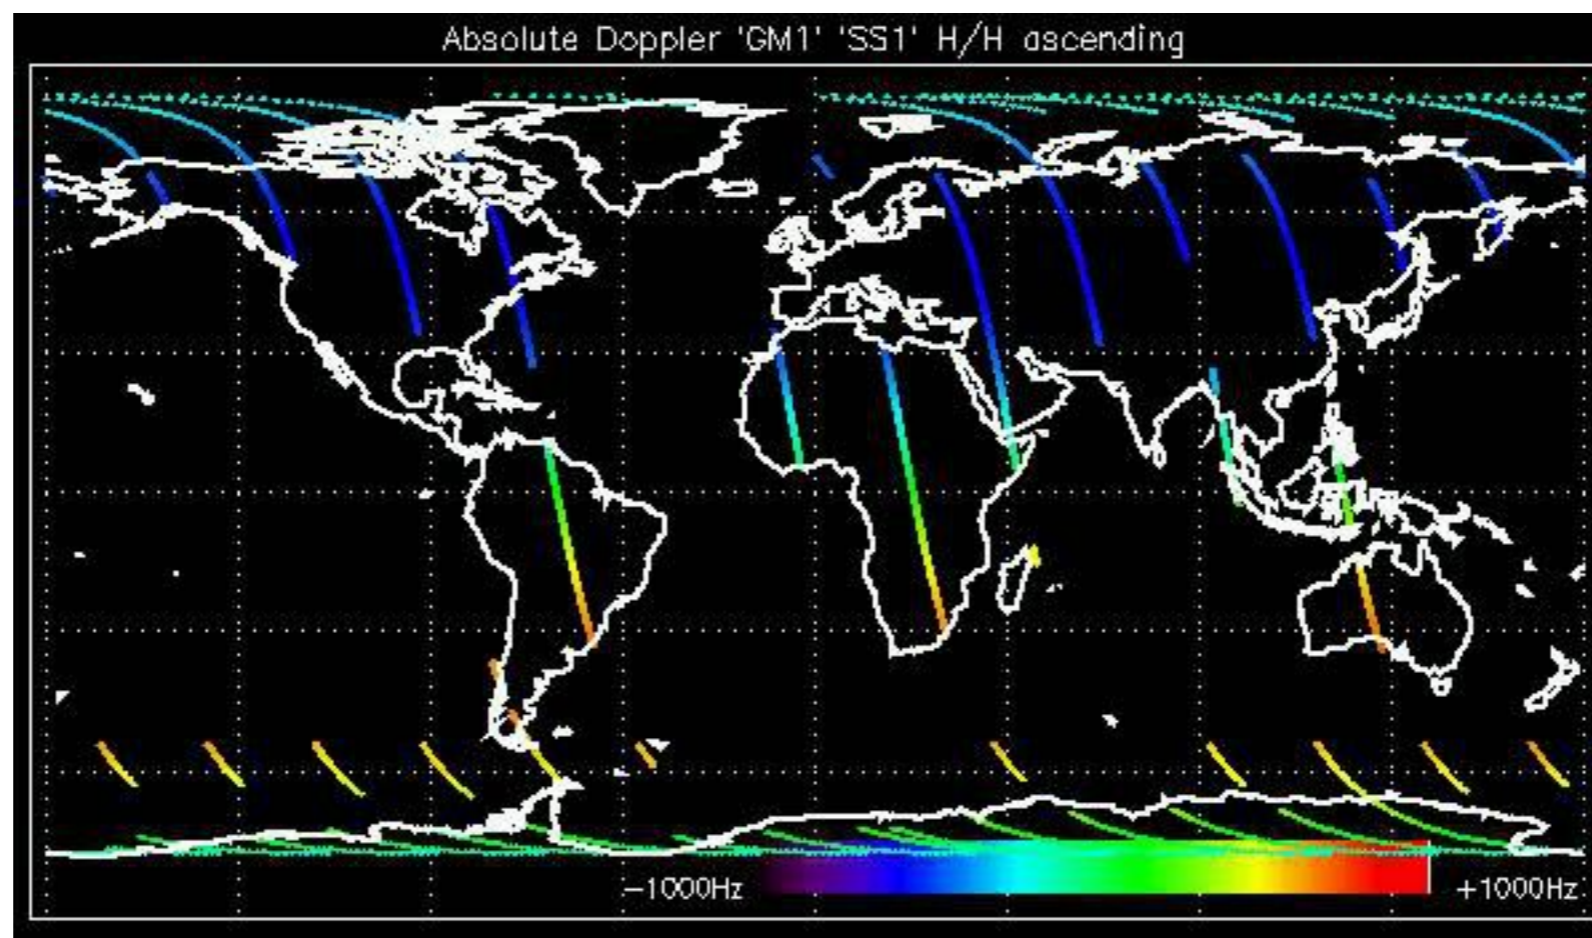 Absolute Doppler 'GM1' 'SS1' H/H ascending
−1000Hz
+1000Hz